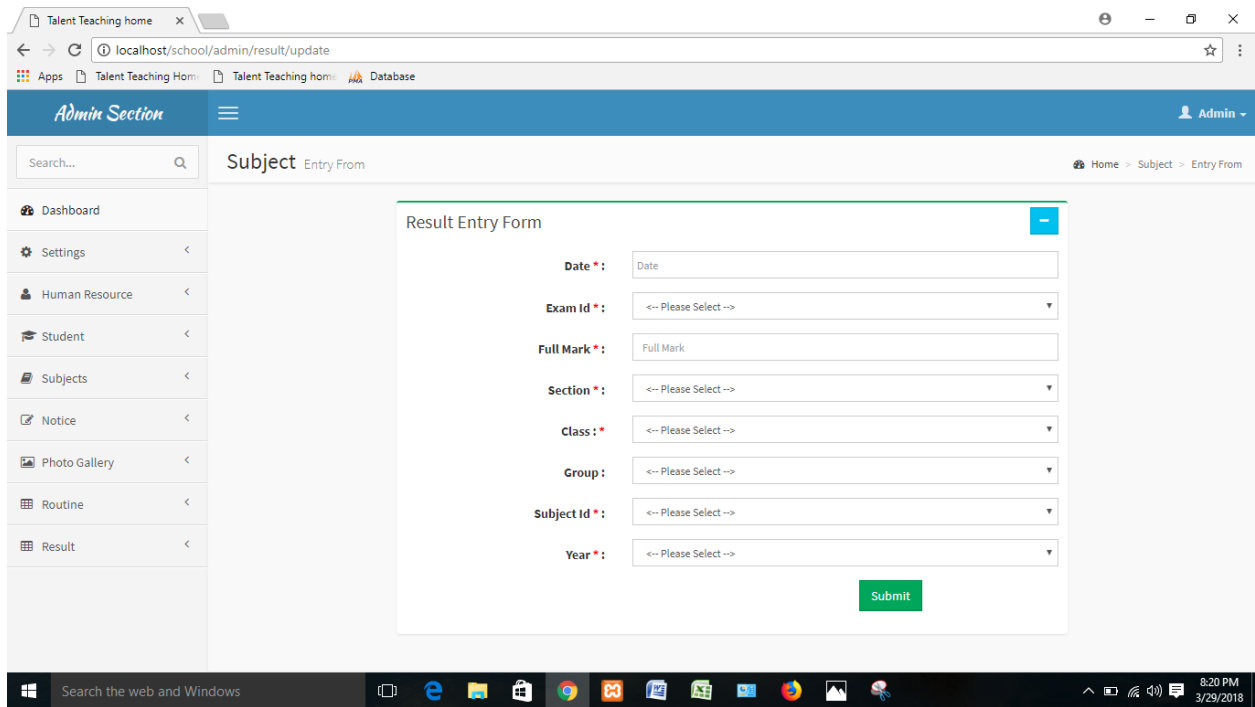 Talent Teaching home
localhost/school/admin/result/update
Apps Talent Teaching Hom Talent Teaching home Database
Admin Section Admin
Search... Subject Entry From Home > Subject > Entry From
Dashboard
Settings
Human Resource
Student
Subjects
Notice
Photo Gallery
Routine
Result
Result Entry Form
Date * : Date
Exam Id * : <-- Please Select -->
Full Mark * : Full Mark
Section * : <-- Please Select -->
Class : * <-- Please Select -->
Group : <-- Please Select -->
Subject Id * : <-- Please Select -->
Year * : <-- Please Select -->
Submit
Search the web and Windows
8:20 PM
3/29/2018